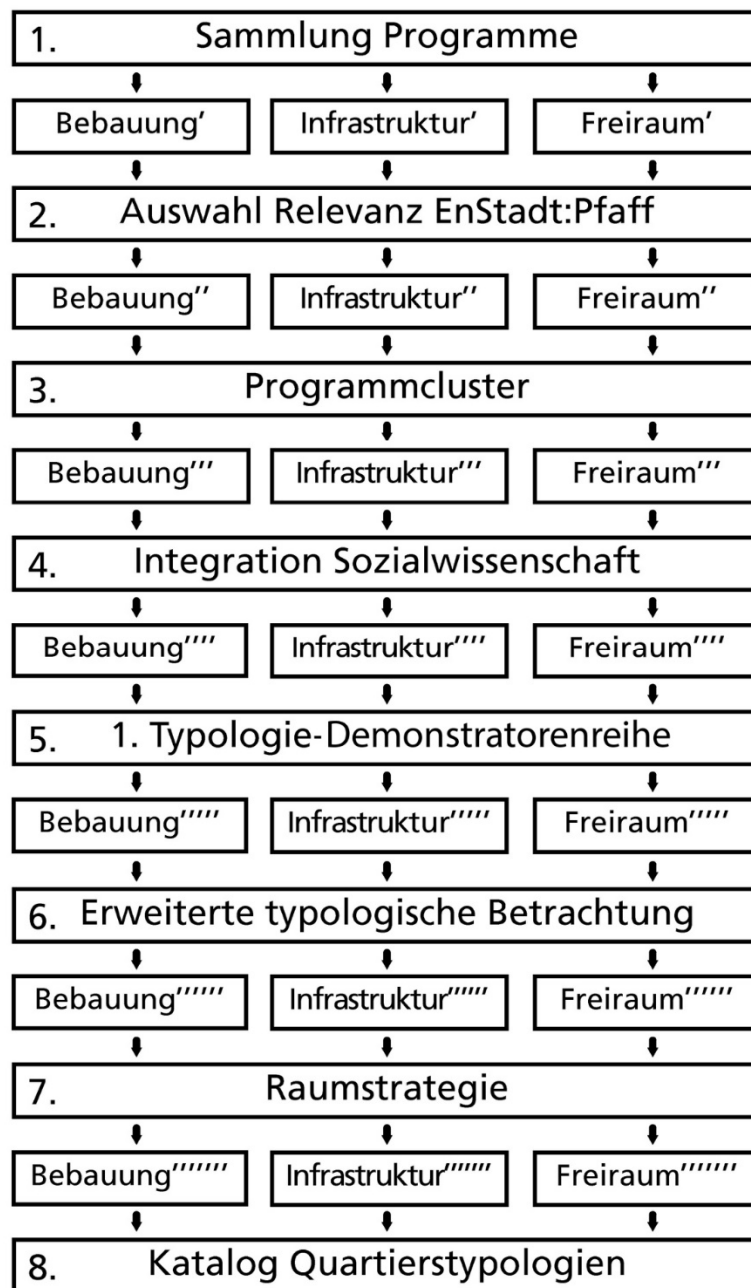 1. Sammlung Programme
Bebauung′ Infrastruktur′ Freiraum′
2. Auswahl Relevanz EnStadt:Pfaff
Bebauung′′ Infrastruktur′′ Freiraum′′
3. Programmcluster
Bebauung′′′ Infrastruktur′′′ Freiraum′′′
4. Integration Sozialwissenschaft
Bebauung′′′′ Infrastruktur′′′′ Freiraum′′′′
5. 1. Typologie-Demonstratorenreihe
Bebauung′′′′′ Infrastruktur′′′′′ Freiraum′′′′′
6. Erweiterte typologische Betrachtung
Bebauung′′′′′′ Infrastruktur′′′′′′ Freiraum′′′′′′
7. Raumstrategie
Bebauung′′′′′′′ Infrastruktur′′′′′′′ Freiraum′′′′′′′
8. Katalog Quartierstypologien